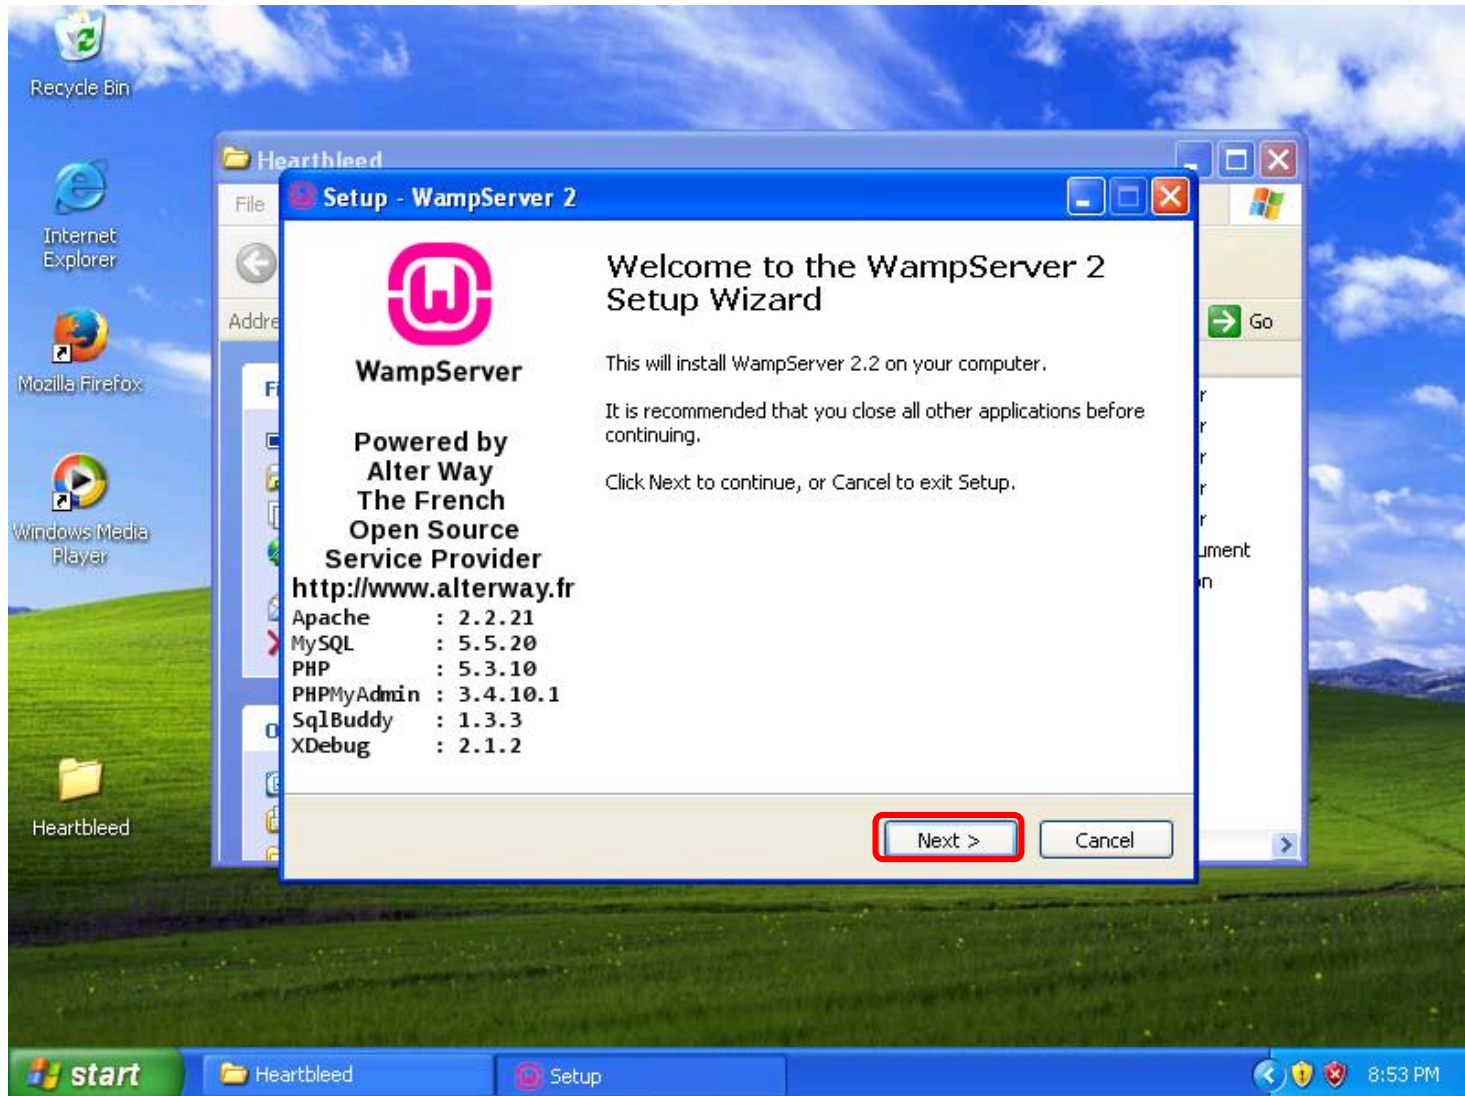 Recycle Bin
Internet
Explorer
Mozilla Firefox
Windows Media
Player
Heartbleed
Heartbleed
File
Addre
Go
Fi
r
r
r
r
r
ument
on
O
Setup - WampServer 2
WampServer
Powered by
Alter Way
The French
Open Source
Service Provider
http://www.alterway.fr
Apache : 2.2.21
MySQL : 5.5.20
PHP : 5.3.10
PHPMyAdmin : 3.4.10.1
SqlBuddy : 1.3.3
XDebug : 2.1.2
Welcome to the WampServer 2
Setup Wizard
This will install WampServer 2.2 on your computer.
It is recommended that you close all other applications before
continuing.
Click Next to continue, or Cancel to exit Setup.
Next >
Cancel
start
Heartbleed
Setup
8:53 PM